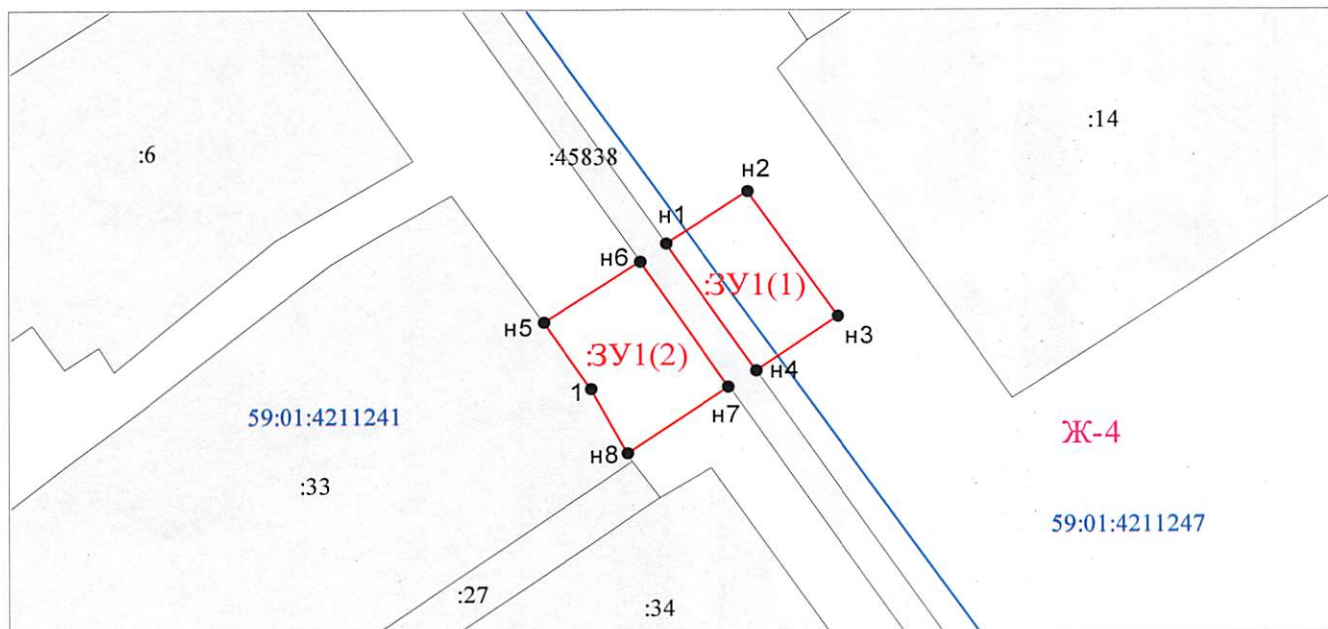 :14
:6
:45838
н2
н1
н6
:ЗУ1(1)
н5
н3
:ЗУ1(2)
н4
1
н7
59:01:4211241
Ж-4
н8
:33
59:01:4211247
:27
:34